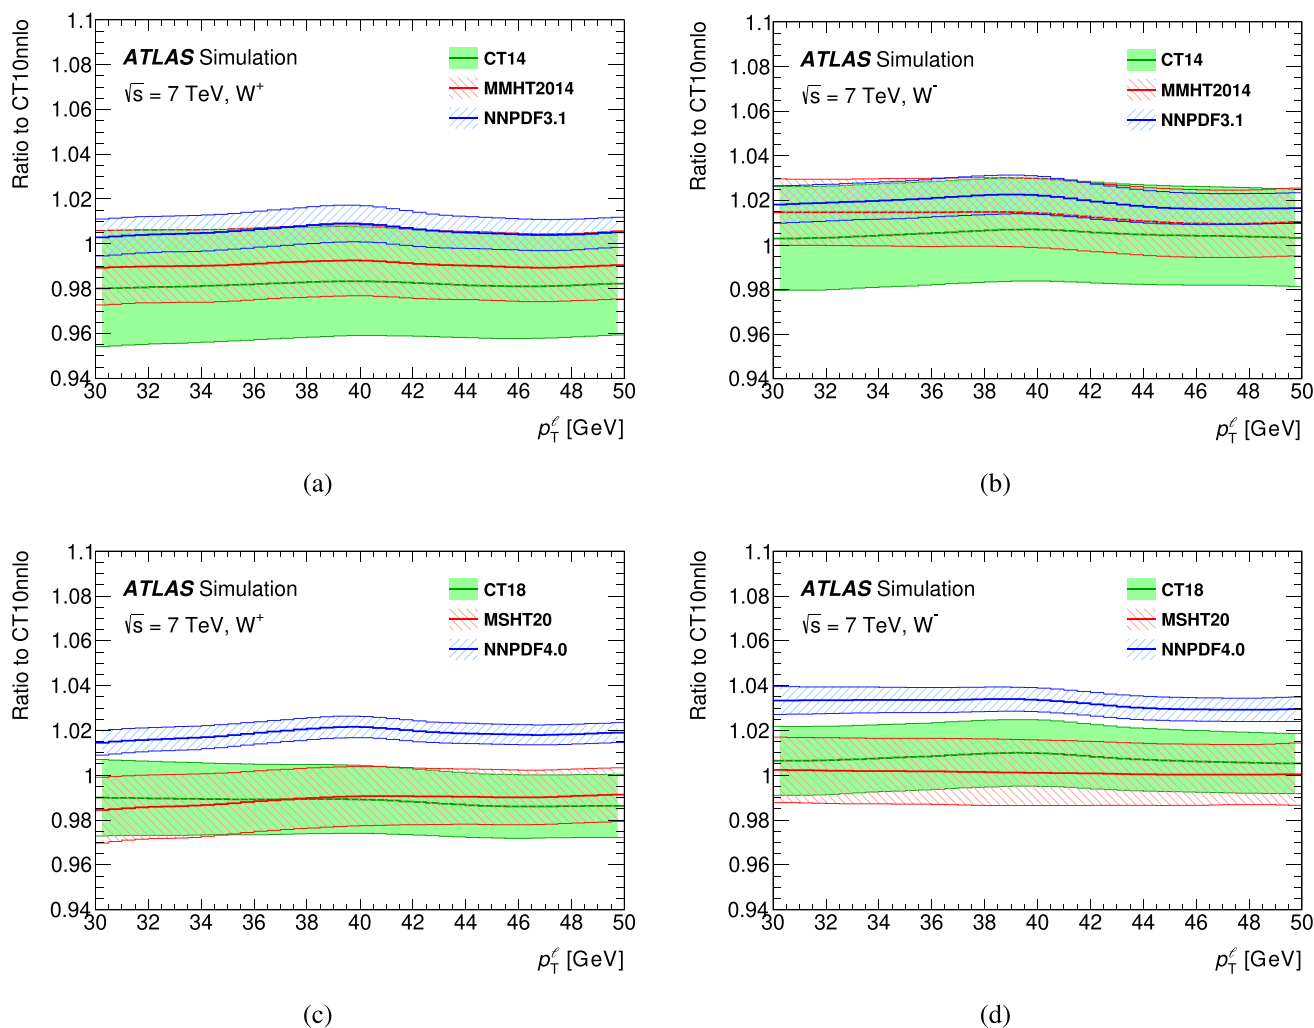 Ratio to CT10nnlo
1.1
1.08
1.06
1.04
1.02
1
0.98
0.96
0.94
ATLAS Simulation
√s = 7 TeV, W⁺
CT14
MMHT2014
NNPDF3.1
30 32 34 36 38 40 42 44 46 48 50
p_T^ℓ [GeV]
(a)
Ratio to CT10nnlo
1.1
1.08
1.06
1.04
1.02
1
0.98
0.96
0.94
ATLAS Simulation
√s = 7 TeV, W⁻
CT14
MMHT2014
NNPDF3.1
30 32 34 36 38 40 42 44 46 48 50
p_T^ℓ [GeV]
(b)
Ratio to CT10nnlo
1.1
1.08
1.06
1.04
1.02
1
0.98
0.96
0.94
ATLAS Simulation
√s = 7 TeV, W⁺
CT18
MSHT20
NNPDF4.0
30 32 34 36 38 40 42 44 46 48 50
p_T^ℓ [GeV]
(c)
Ratio to CT10nnlo
1.1
1.08
1.06
1.04
1.02
1
0.98
0.96
0.94
ATLAS Simulation
√s = 7 TeV, W⁻
CT18
MSHT20
NNPDF4.0
30 32 34 36 38 40 42 44 46 48 50
p_T^ℓ [GeV]
(d)